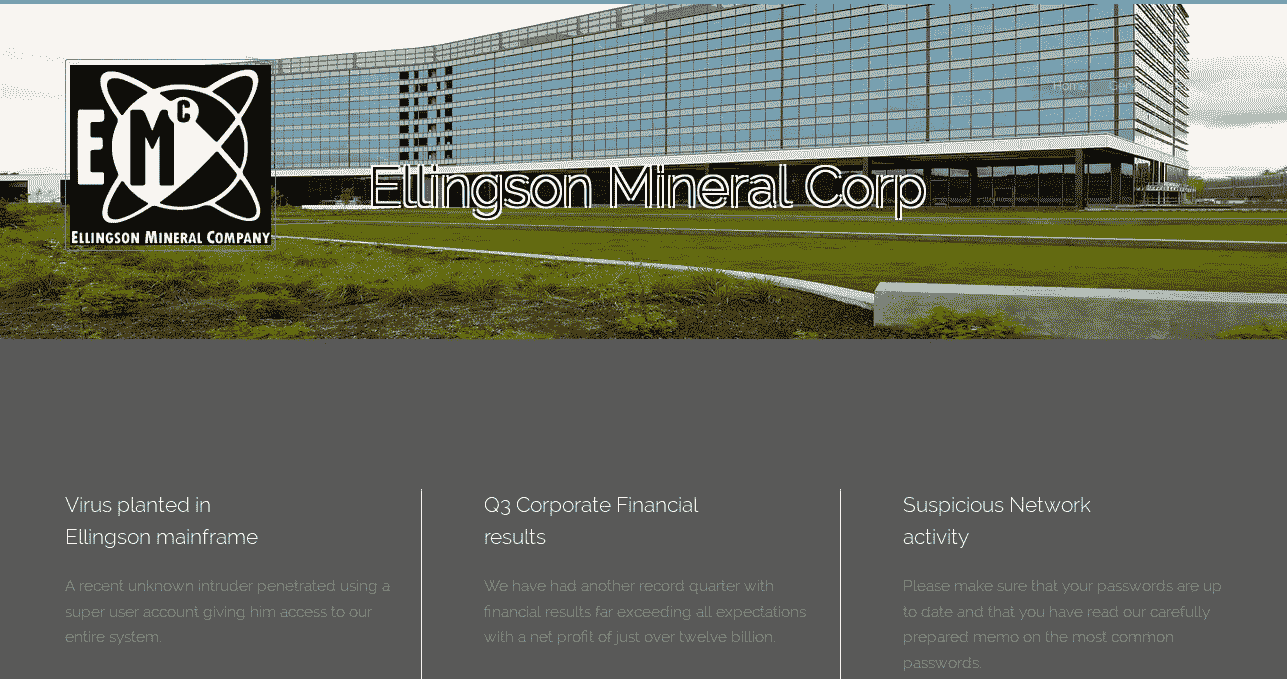 Home
E M C
ELLINGSON MINERAL COMPANY
Ellingson Mineral Corp
Virus planted in
Ellingson mainframe
A recent unknown intruder penetrated using a
super user account giving him access to our
entire system.
Q3 Corporate Financial
results
We have had another record quarter with
financial results far exceeding all expectations
with a net profit of just over twelve billion.
Suspicious Network
activity
Please make sure that your passwords are up
to date and that you have read our carefully
prepared memo on the most common
passwords.